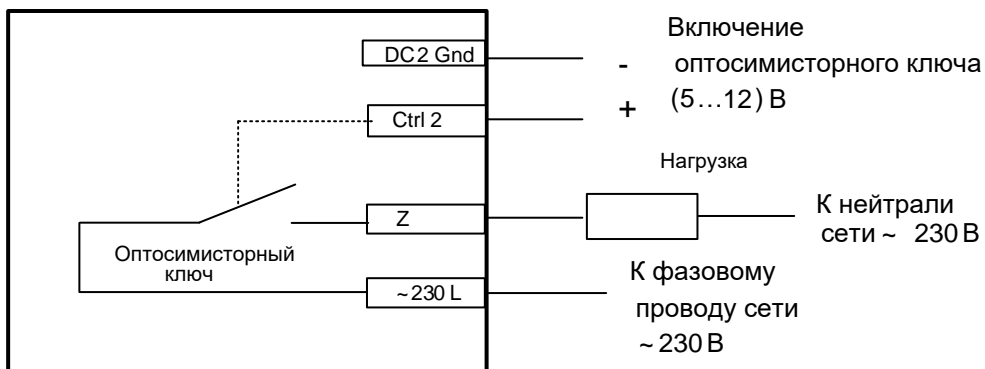 DC2 Gnd
-
Включение
оптосимисторного ключа
(5...12) В
Ctrl 2
+
Нагрузка
Z
К нейтрали
сети ~ 230 В
Оптосимисторный
ключ
~230 L
К фазовому
проводу сети
~ 230 В